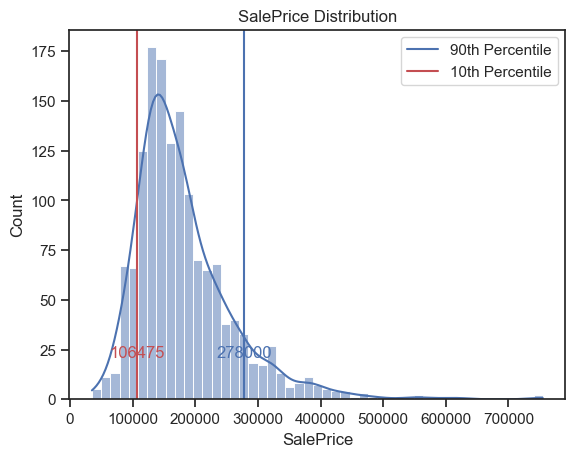 SalePrice Distribution
90th Percentile
10th Percentile
Count
175
150
125
100
75
50
25
0
106475
278000
0 100000 200000 300000 400000 500000 600000 700000
SalePrice